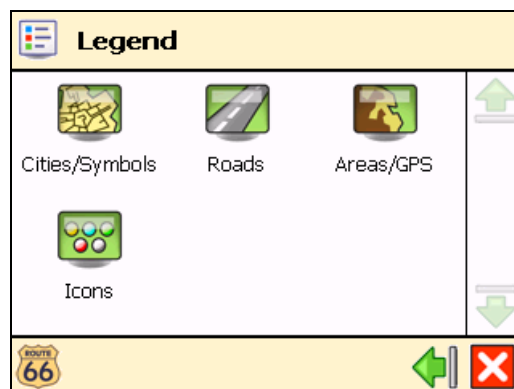 Legend
Cities/Symbols
Roads
Areas/GPS
Icons
ROUTE
66